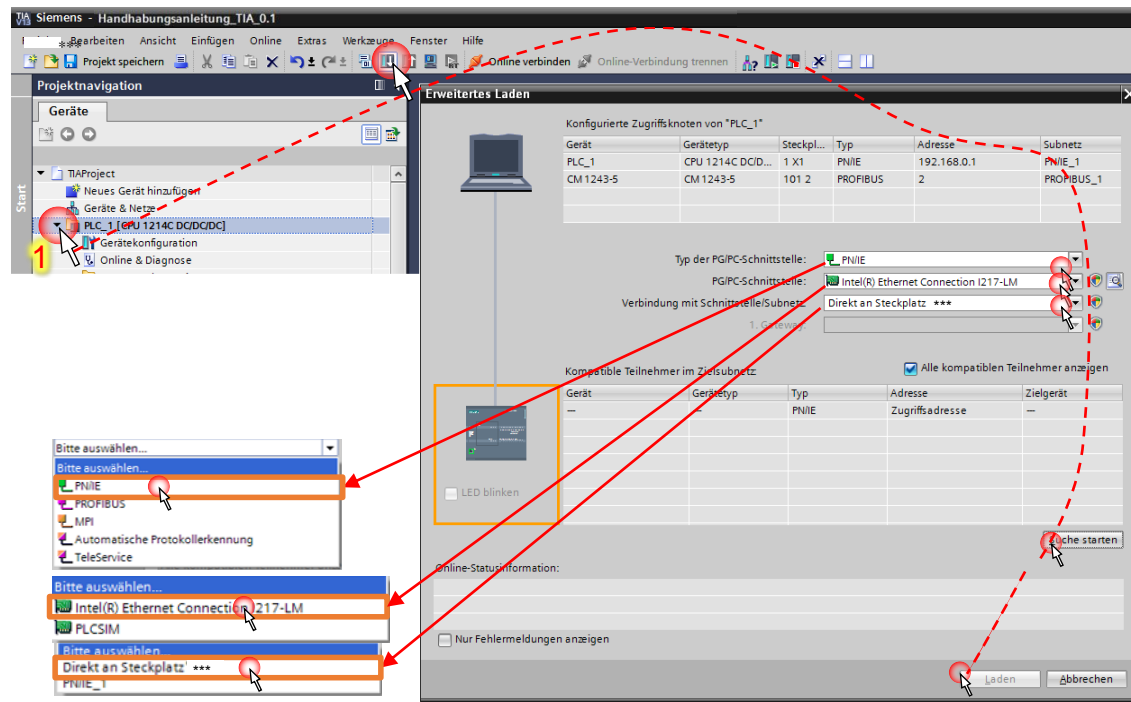 Siemens - Handhabungsanleitung_TIA_0.1
***Bearbeiten Ansicht Einfügen Online Extras Werkzeuge Fenster Hilfe
Projekt speichern Online verbinden Online-Verbindung trennen
Projektnavigation
Geräte
Start
TIAProject
Neues Gerät hinzufügen
Geräte & Netze
PLC_1 [CPU 1214C DC/DC/DC]
Gerätekonfiguration
Online & Diagnose
1
Erweitertes Laden
Konfigurierte Zugriffsknoten von "PLC_1"
Gerät Gerätetyp Steckpl... Typ Adresse Subnetz
PLC_1 CPU 1214C DC/D... 1 X1 PN/IE 192.168.0.1 PN/IE_1
CM 1243-5 CM 1243-5 101 2 PROFIBUS 2 PROFIBUS_1
Typ der PG/PC-Schnittstelle: PN/IE
PG/PC-Schnittstelle: Intel(R) Ethernet Connection I217-LM
Verbindung mit Schnittstelle/Subnetz: Direkt an Steckplatz ***
1. Gateway:
Kompatible Teilnehmer im Zielsubnetz: Alle kompatiblen Teilnehmer anzeigen
Gerät Gerätetyp Typ Adresse Zielgerät
— — PN/IE Zugriffsadresse —
LED blinken
Suche starten
Online-Statusinformation:
Nur Fehlermeldungen anzeigen
Laden Abbrechen
Bitte auswählen...
Bitte auswählen...
PN/IE
PROFIBUS
MPI
Automatische Protokollerkennung
TeleService
Bitte auswählen...
Intel(R) Ethernet Connection I217-LM
PLCSIM
Bitte auswählen...
Direkt an Steckplatz' ***
PN/IE_1